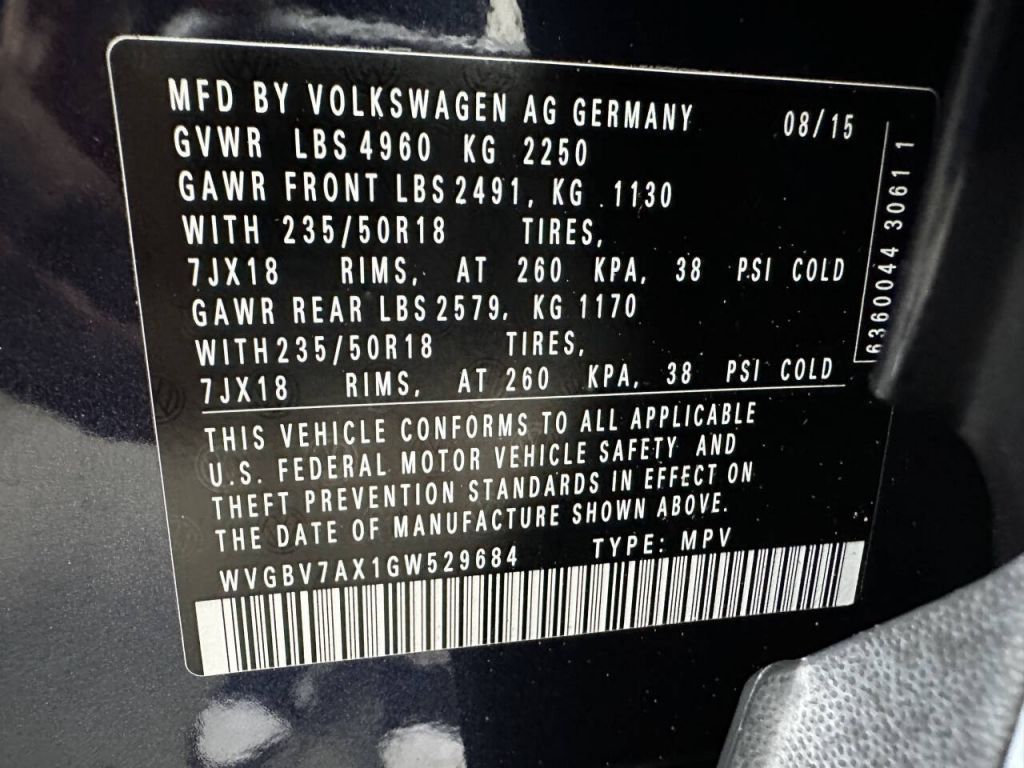 MFD BY VOLKSWAGEN AG GERMANY 08/15
GVWR LBS 4960 KG 2250
GAWR FRONT LBS 2491, KG 1130
WITH 235/50R18 TIRES,
7JX18 RIMS, AT 260 KPA, 38 PSI COLD
GAWR REAR LBS 2579, KG 1170
WITH 235/50R18 TIRES,
7JX18 RIMS, AT 260 KPA, 38 PSI COLD
THIS VEHICLE CONFORMS TO ALL APPLICABLE
U.S. FEDERAL MOTOR VEHICLE SAFETY AND
THEFT PREVENTION STANDARDS IN EFFECT ON
THE DATE OF MANUFACTURE SHOWN ABOVE.
WVGBV7AX1GW529684 TYPE: MPV
6360044 3061 1